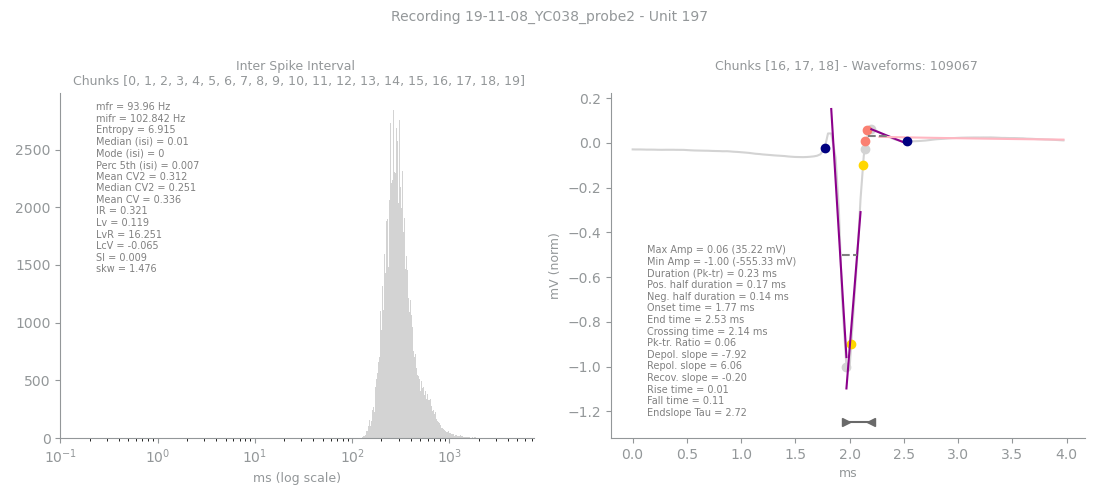 Recording 19-11-08_YC038_probe2 - Unit 197
Inter Spike Interval
Chunks [0, 1, 2, 3, 4, 5, 6, 7, 8, 9, 10, 11, 12, 13, 14, 15, 16, 17, 18, 19]
mfr = 93.96 Hz
mifr = 102.842 Hz
Entropy = 6.915
Median (isi) = 0.01
Mode (isi) = 0
Perc 5th (isi) = 0.007
Mean CV2 = 0.312
Median CV2 = 0.251
Mean CV = 0.336
IR = 0.321
Lv = 0.119
LvR = 16.251
LcV = -0.065
SI = 0.009
skw = 1.476
2500
2000
1500
1000
500
0
10⁻¹ 10⁰ 10¹ 10² 10³
ms (log scale)
Chunks [16, 17, 18] - Waveforms: 109067
mV (norm)
0.2
0.0
−0.2
−0.4
−0.6
−0.8
−1.0
−1.2
Max Amp = 0.06 (35.22 mV)
Min Amp = -1.00 (-555.33 mV)
Duration (Pk-tr) = 0.23 ms
Pos. half duration = 0.17 ms
Neg. half duration = 0.14 ms
Onset time = 1.77 ms
End time = 2.53 ms
Crossing time = 2.14 ms
Pk-tr. Ratio = 0.06
Depol. slope = -7.92
Repol. slope = 6.06
Recov. slope = -0.20
Rise time = 0.01
Fall time = 0.11
Endslope Tau = 2.72
0.0 0.5 1.0 1.5 2.0 2.5 3.0 3.5 4.0
ms